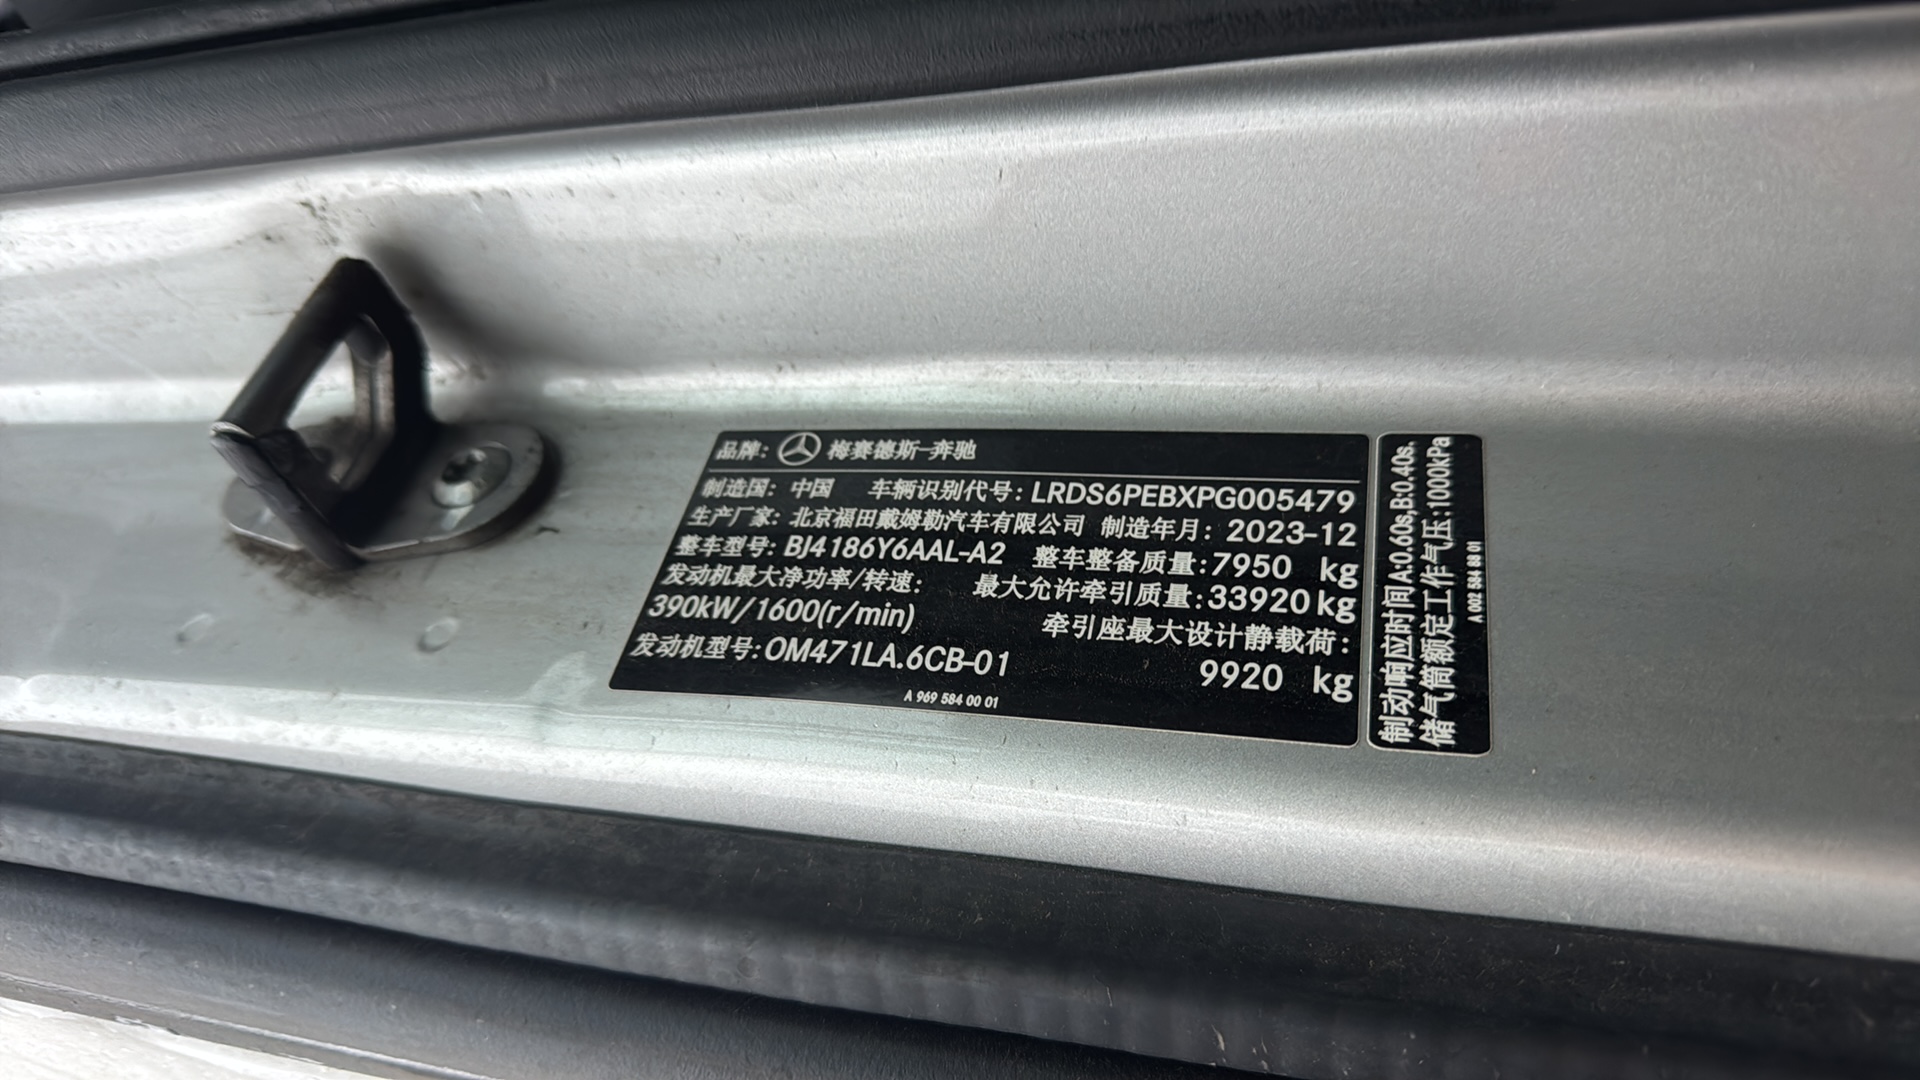 品牌: 梅赛德斯-奔驰
制造国: 中国 车辆识别代号: LRDS6PEBXPG005479
生产厂家: 北京福田戴姆勒汽车有限公司 制造年月: 2023-12
整车型号: BJ4186Y6AAL-A2 整车整备质量: 7950 kg
发动机最大净功率/转速: 最大允许牵引质量: 33920 kg
390kW/1600(r/min) 牵引座最大设计静载荷:
发动机型号: OM471LA.6CB-01 9920 kg
A 969 584 00 01
制动响应时间A:0.60s,B:0.40s.
储气筒额定工作气压:1000kPa
A 002 584 88 01